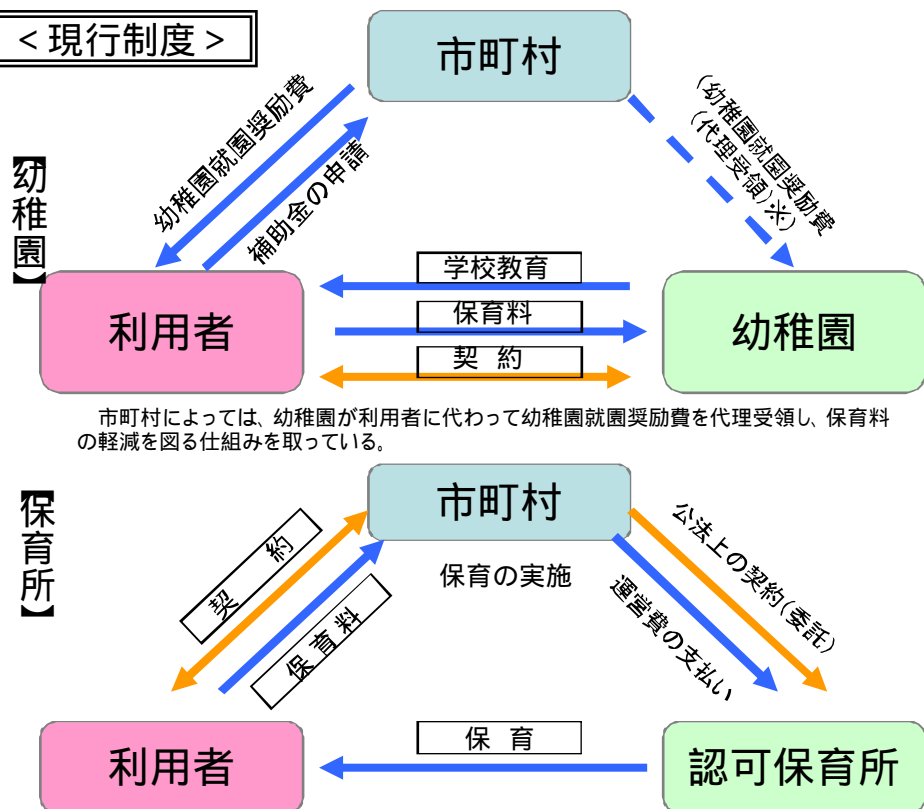 <現行制度>
市町村
幼稚園就園奨励費
補助金の申請
(幼稚園就園奨励費
(代理受領)※)
【幼稚園】
利用者
学校教育
保育料
契 約
幼稚園
市町村によっては、幼稚園が利用者に代わって幼稚園就園奨励費を代理受領し、保育料
の軽減を図る仕組みを取っている。
【保育所】
市町村
保育の実施
契 約
保育料
公法上の契約(委託)
運営費の支払い
利用者
保 育
認可保育所